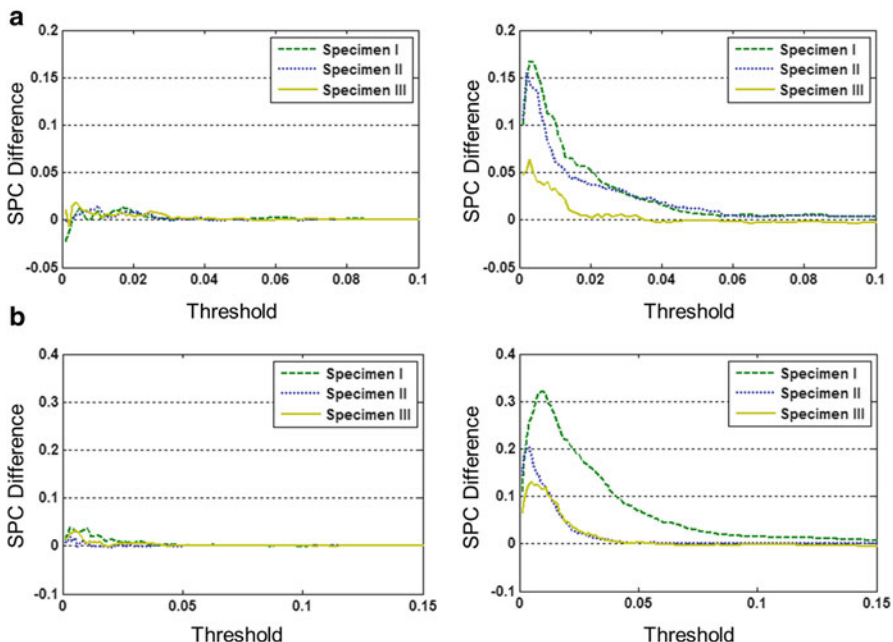 a
0.2
0.15
0.1
0.05
0
-0.05
SPC Difference
Specimen I
Specimen II
Specimen III
0 0.02 0.04 0.06 0.08 0.1
Threshold
0.2
0.15
0.1
0.05
0
-0.05
SPC Difference
Specimen I
Specimen II
Specimen III
0 0.02 0.04 0.06 0.08 0.1
Threshold
b
0.4
0.3
0.2
0.1
0
-0.1
SPC Difference
Specimen I
Specimen II
Specimen III
0 0.05 0.1 0.15
Threshold
0.4
0.3
0.2
0.1
0
-0.1
SPC Difference
Specimen I
Specimen II
Specimen III
0 0.05 0.1 0.15
Threshold